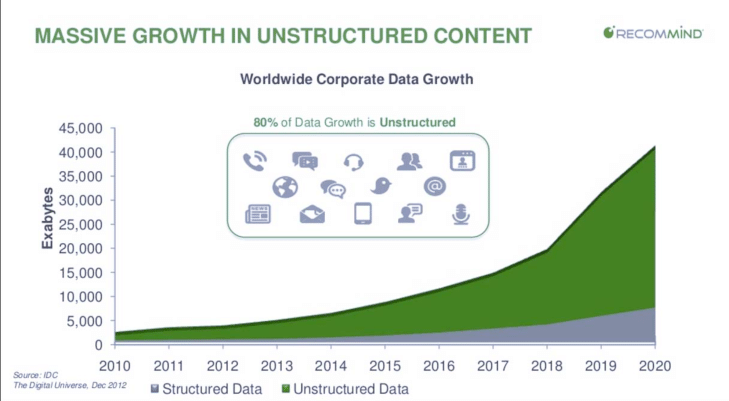 MASSIVE GROWTH IN UNSTRUCTURED CONTENT
RECOMMIND
Worldwide Corporate Data Growth
80% of Data Growth is Unstructured
45,000
40,000
35,000
30,000
25,000
20,000
15,000
10,000
5,000
0
Exabytes
2010 2011 2012 2013 2014 2015 2016 2017 2018 2019 2020
Source: IDC
The Digital Universe, Dec 2012
Structured Data Unstructured Data